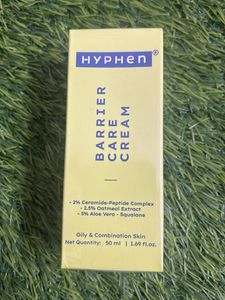 HYPHEN®
BARRIER
CARE
CREAM
- 2% Ceramide-Peptide Complex
- 2.5% Oatmeal Extract
- 5% Aloe Vera - Squalane
Oily & Combination Skin
Net Quantity: 50 ml | 1.69 fl.oz.